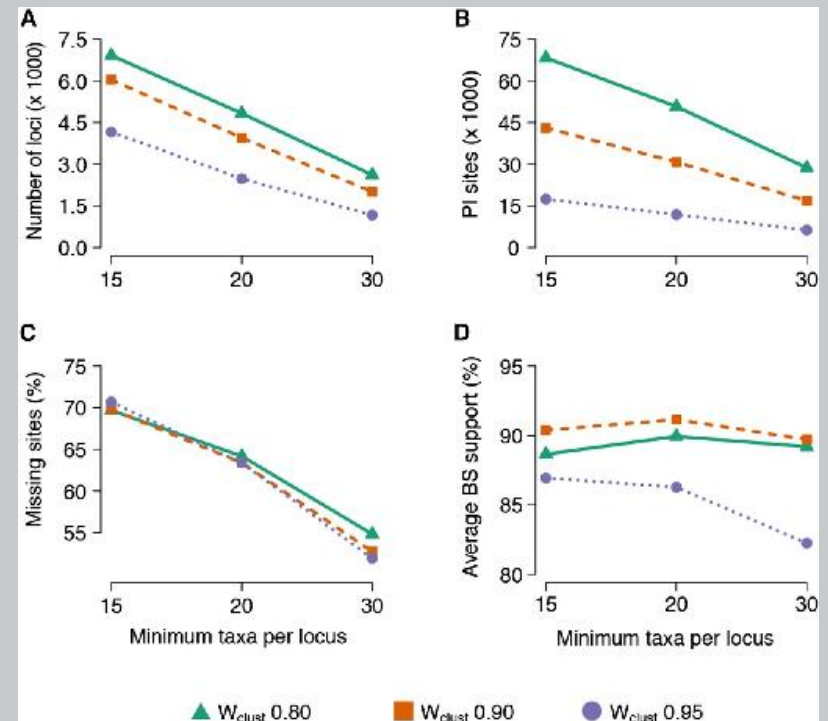 A
Number of loci (x 1000)
7.5
6.0
4.5
3.0
1.5
0.0
15 20 30
B
PI sites (x 1000)
75
60
45
30
15
0
15 20 30
C
Missing sites (%)
75
70
65
60
55
15 20 30
Minimum taxa per locus
D
Average BS support (%)
95
90
85
80
15 20 30
Minimum taxa per locus
Wclust 0.80 Wclust 0.90 Wclust 0.95